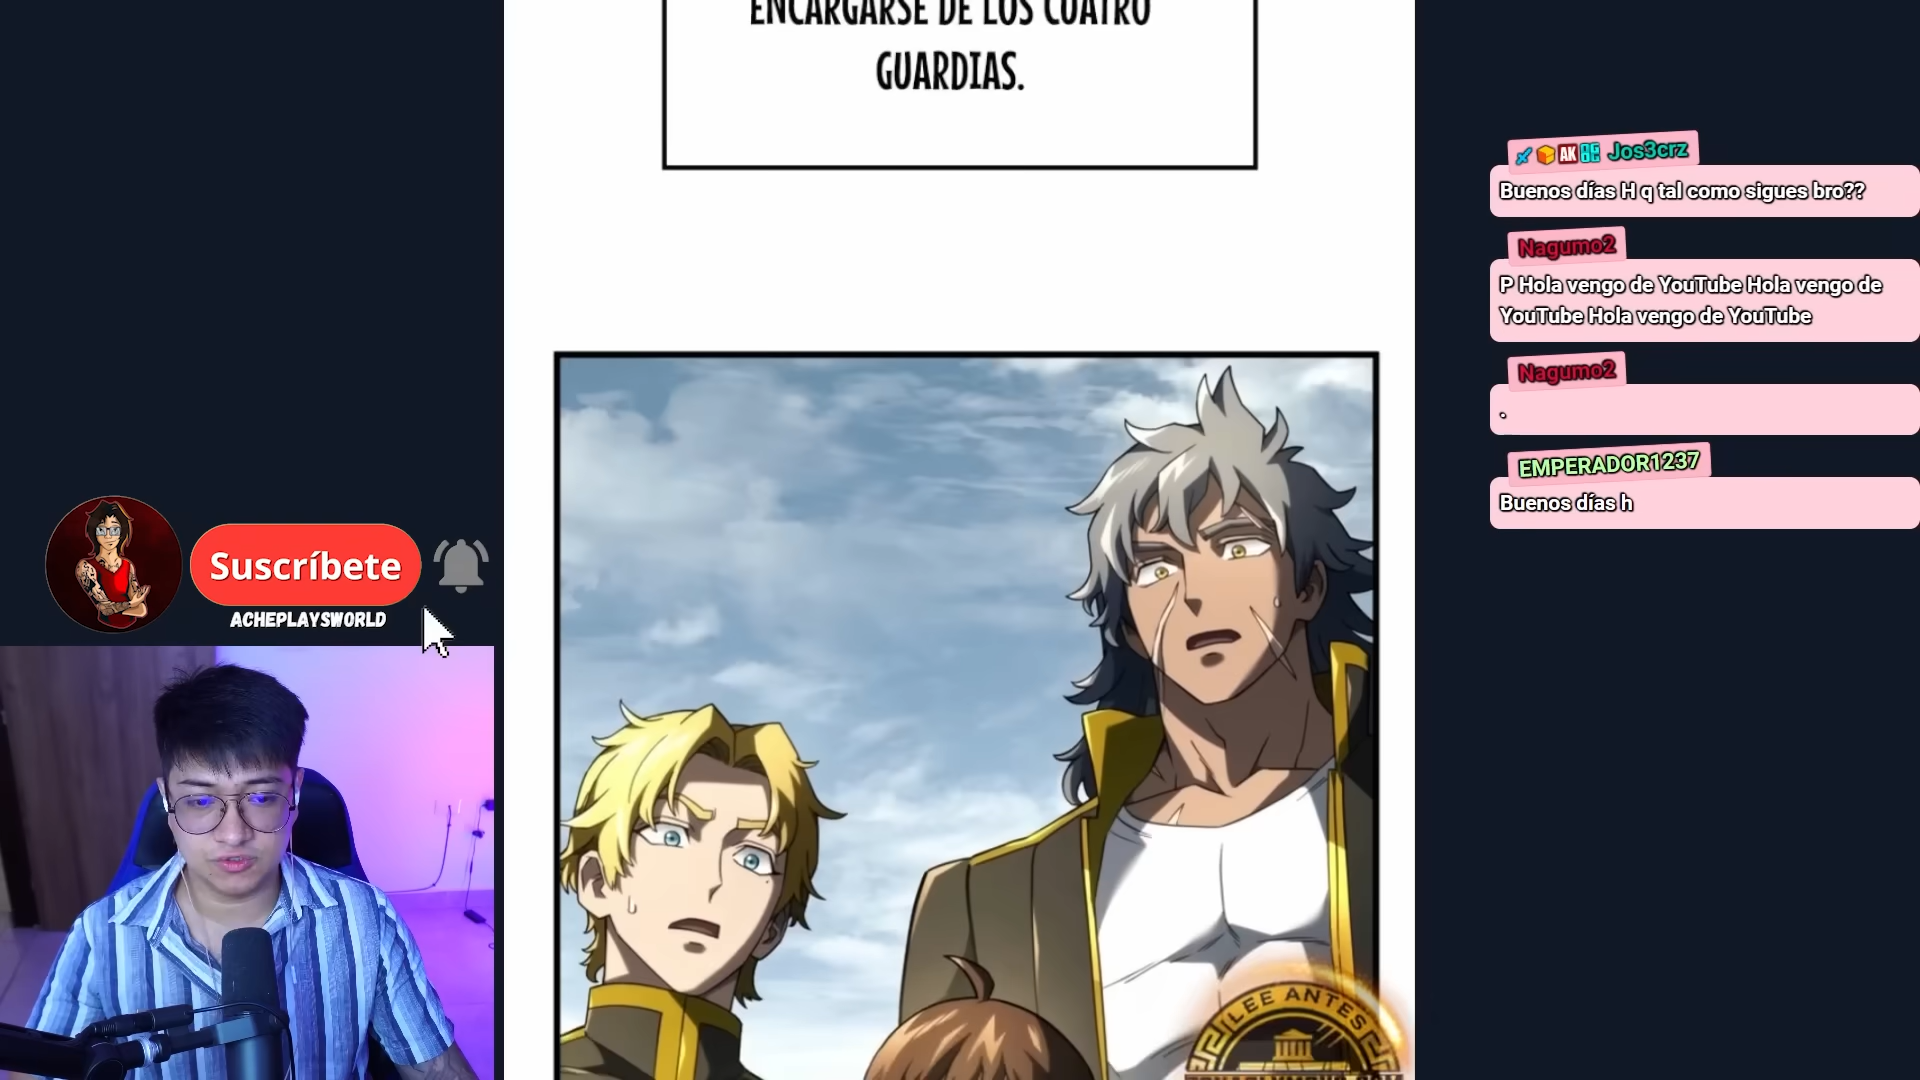 ENCARGARSE DE LOS CUATRO
GUARDIAS.
AK Jos3crz
Buenos días H q tal como sigues bro??
Nagumo2
P Hola vengo de YouTube Hola vengo de
YouTube Hola vengo de YouTube
Nagumo2
.
EMPERADOR1237
Buenos días h
Suscríbete
ACHEPLAYSWORLD
LEE ANTES